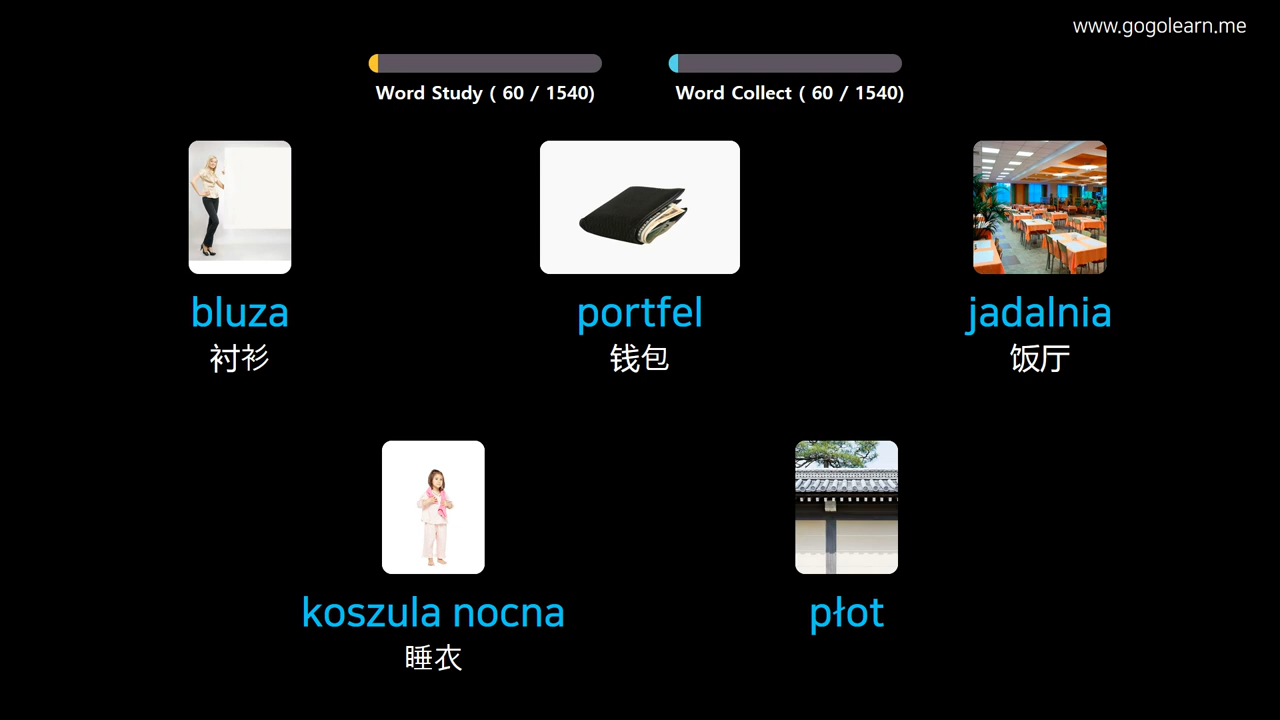 www.gogolearn.me
Word Study ( 60 / 1540)
Word Collect ( 60 / 1540)
bluza
衬衫
portfel
钱包
jadalnia
饭厅
koszula nocna
睡衣
płot